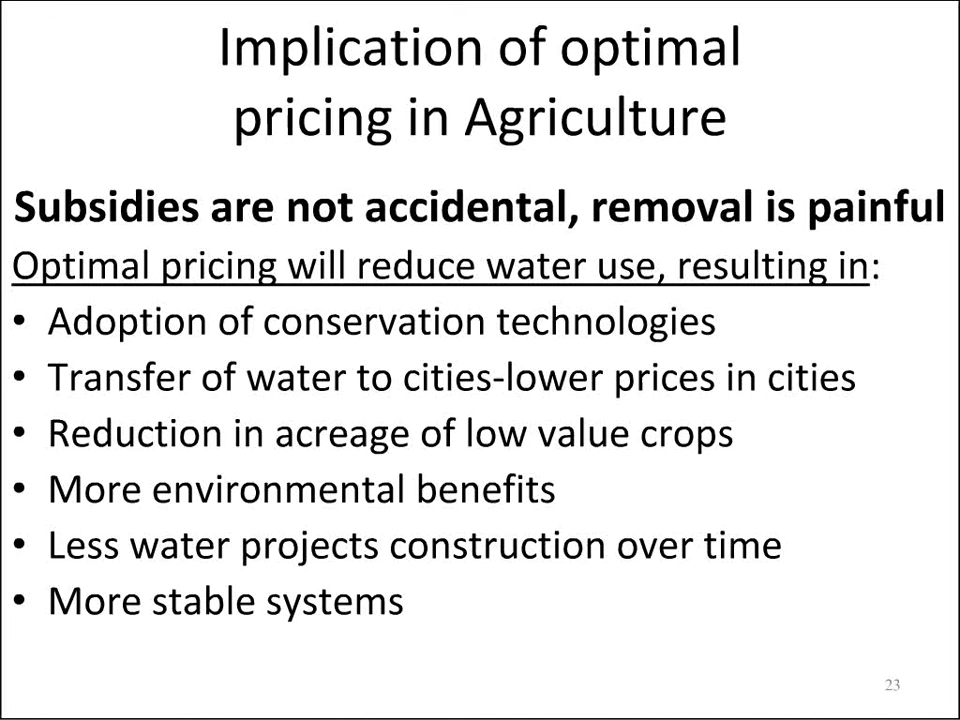 Implication of optimal
pricing in Agriculture
Subsidies are not accidental, removal is painful
Optimal pricing will reduce water use, resulting in:
• Adoption of conservation technologies
• Transfer of water to cities-lower prices in cities
• Reduction in acreage of low value crops
• More environmental benefits
• Less water projects construction over time
• More stable systems
23